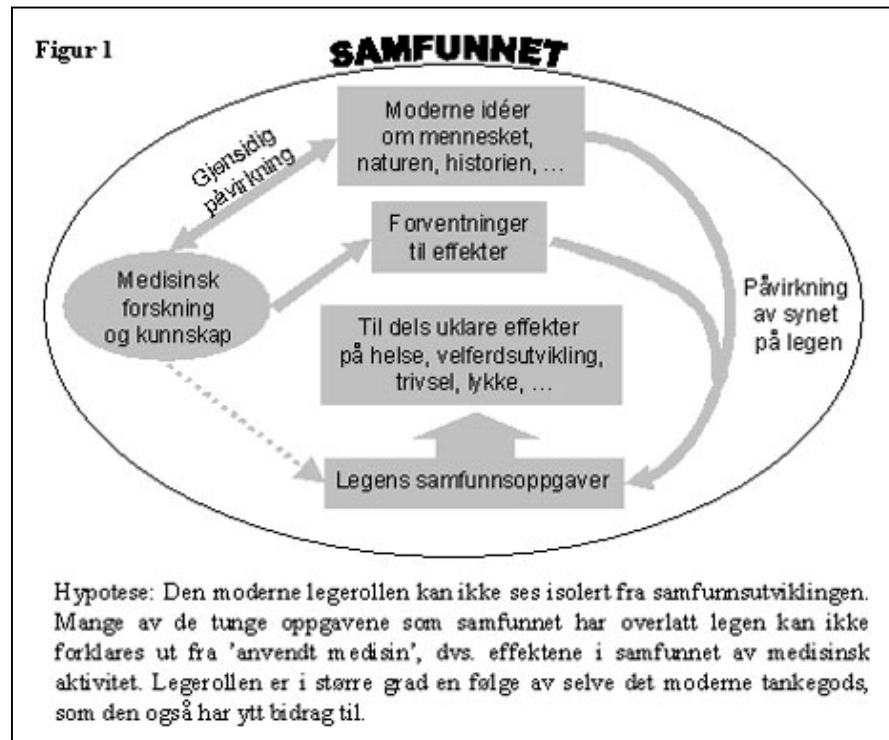 Figur 1
SAMFUNNET
Moderne idéer
om mennesket,
naturen, historien, ...
Gjensidig
påvirkning
Forventninger
til effekter
Medisinsk
forskning
og kunnskap
Påvirkning
av synet
på legen
Til dels uklare effekter
på helse, velferdsutvikling,
trivsel, lykke, ...
Legens samfunnsoppgaver
Hypotese: Den moderne legerollen kan ikke ses isolert fra samfunnsutviklingen.
Mange av de tunge oppgavene som samfunnet har overlatt legen kan ikke
forklares ut fra 'anvendt medisin', dvs. effektene i samfunnet av medisinsk
aktivitet. Legerollen er i større grad en følge av selve det moderne tankegods,
som den også har ytt bidrag til.